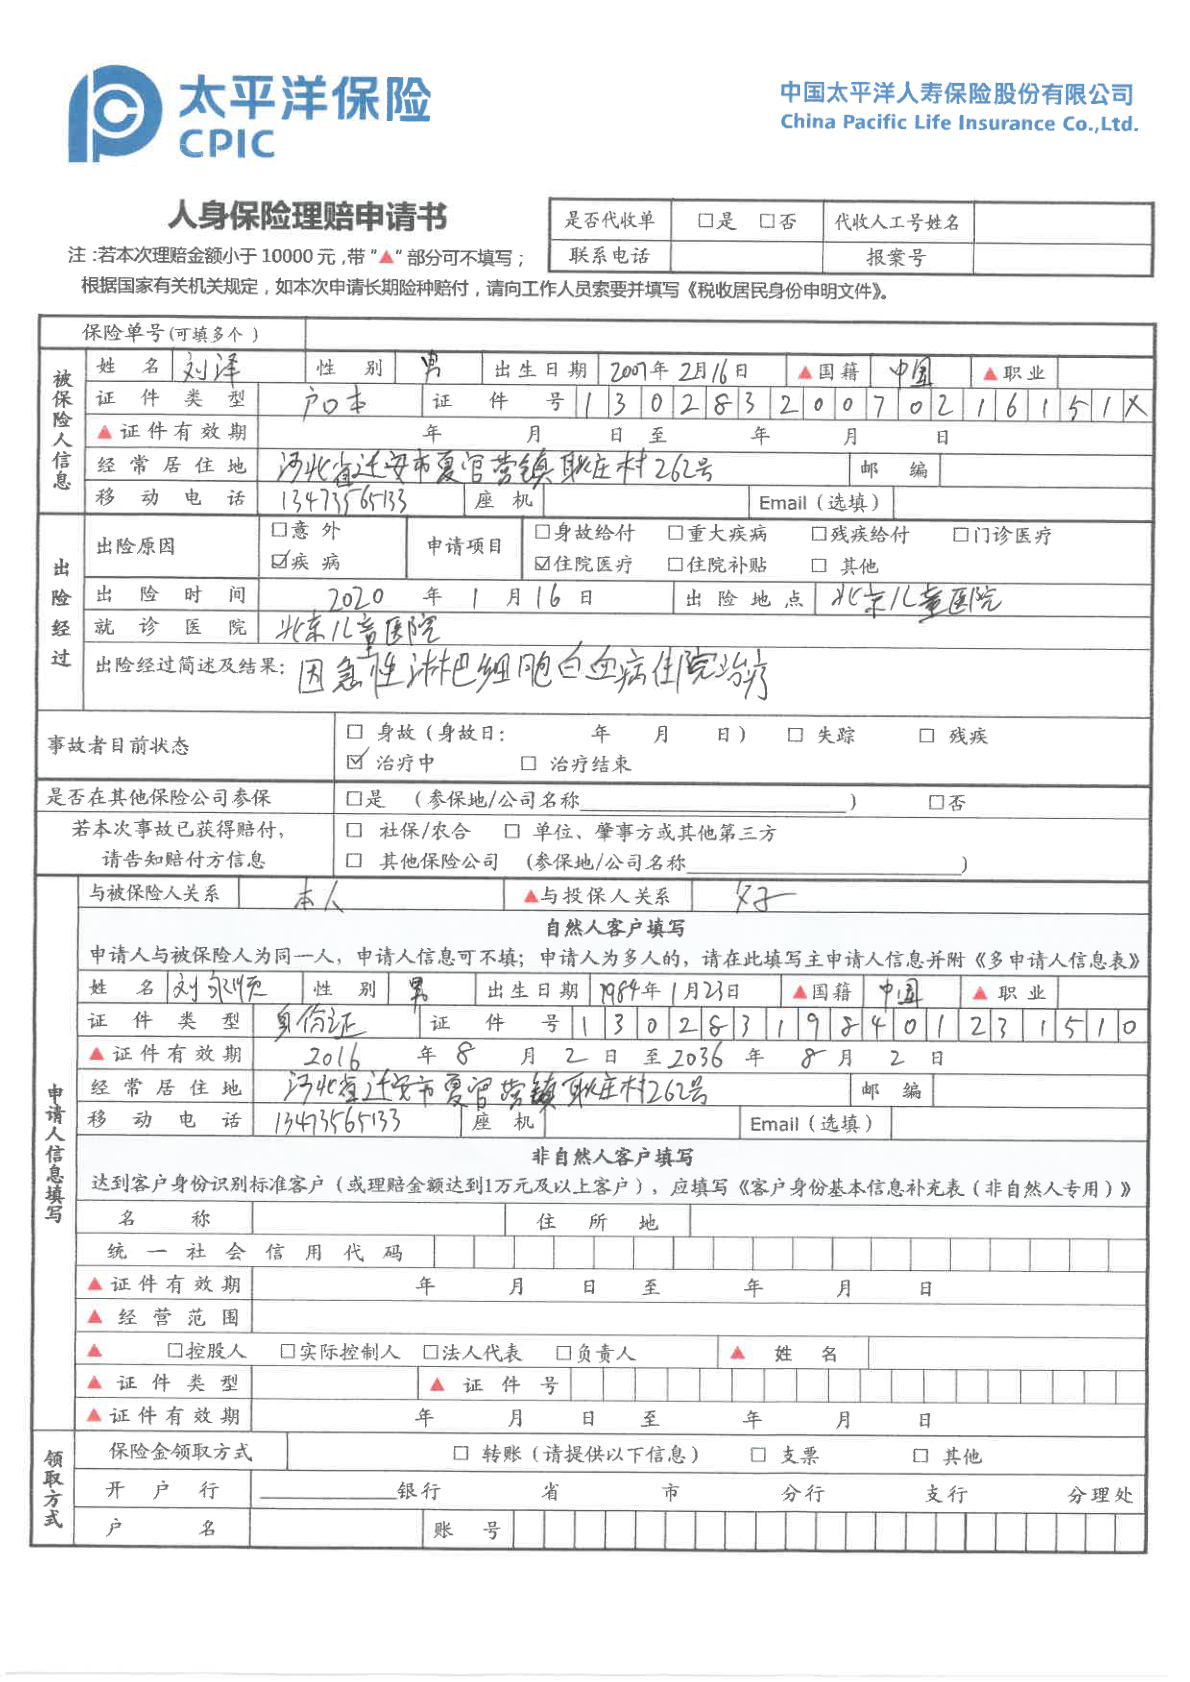 太平洋保险
CPIC
中国太平洋人寿保险股份有限公司
China Pacific Life Insurance Co.,Ltd.
人身保险理赔申请书
是否代收单 □是 □否 代收人工号姓名
联系电话 报案号
注:若本次理赔金额小于10000元,带"▲"部分可不填写;
根据国家有关机关规定,如本次申请长期险种赔付,请向工作人员索要并填写《税收居民身份申明文件》。
保险单号(可填多个)
被保险人信息
姓名 刘泽 性别 男 出生日期 2007年2月16日 ▲国籍 中国 ▲职业
证件类型 户口本 证件号 13028320070216151X
▲证件有效期 年 月 日 至 年 月 日
经常居住地 河北省迁安市夏官营镇耿庄村262号 邮编
移动电话 13473565133 座机 Email(选填)
出险经过
出险原因 □意外 ☑疾病
申请项目 □身故给付 □重大疾病 □残疾给付 □门诊医疗
☑住院医疗 □住院补贴 □ 其他
出险时间 2020年1月16日 出险地点 北京儿童医院
就诊医院 北京儿童医院
出险经过简述及结果: 因急性淋巴细胞白血病住院治疗
事故者目前状态 □ 身故(身故日: 年 月 日) □ 失踪 □ 残疾
☑ 治疗中 □ 治疗结束
是否在其他保险公司参保 □是 (参保地/公司名称________) □否
若本次事故已获得赔付, □ 社保/农合 □ 单位、肇事方或其他第三方
请告知赔付方信息 □ 其他保险公司 (参保地/公司名称________)
申请人信息填写
与被保险人关系 本人 ▲与投保人关系 父子
自然人客户填写
申请人与被保险人为同一人,申请人信息可不填;申请人为多人的,请在此填写主申请人信息并附《多申请人信息表》
姓名 刘 性别 男 出生日期 1984年1月23日 ▲国籍 中国 ▲职业
证件类型 身份证 证件号 130283198401231510
▲证件有效期 2016年8月2日 至 2036年8月2日
经常居住地 河北省迁安市夏官营镇耿庄村262号 邮编
移动电话 13473565133 座机 Email(选填)
非自然人客户填写
达到客户身份识别标准客户(或理赔金额达到1万元及以上客户),应填写《客户身份基本信息补充表(非自然人专用)》
名称 住所地
统一社会信用代码
▲证件有效期 年 月 日 至 年 月 日
▲经营范围
▲ □控股人 □实际控制人 □法人代表 □负责人 ▲姓名
▲证件类型 ▲证件号
▲证件有效期 年 月 日 至 年 月 日
领取方式
保险金领取方式 □ 转账(请提供以下信息) □ 支票 □ 其他
开户行 ________银行 省 市 分行 支行 分理处
户名 账号